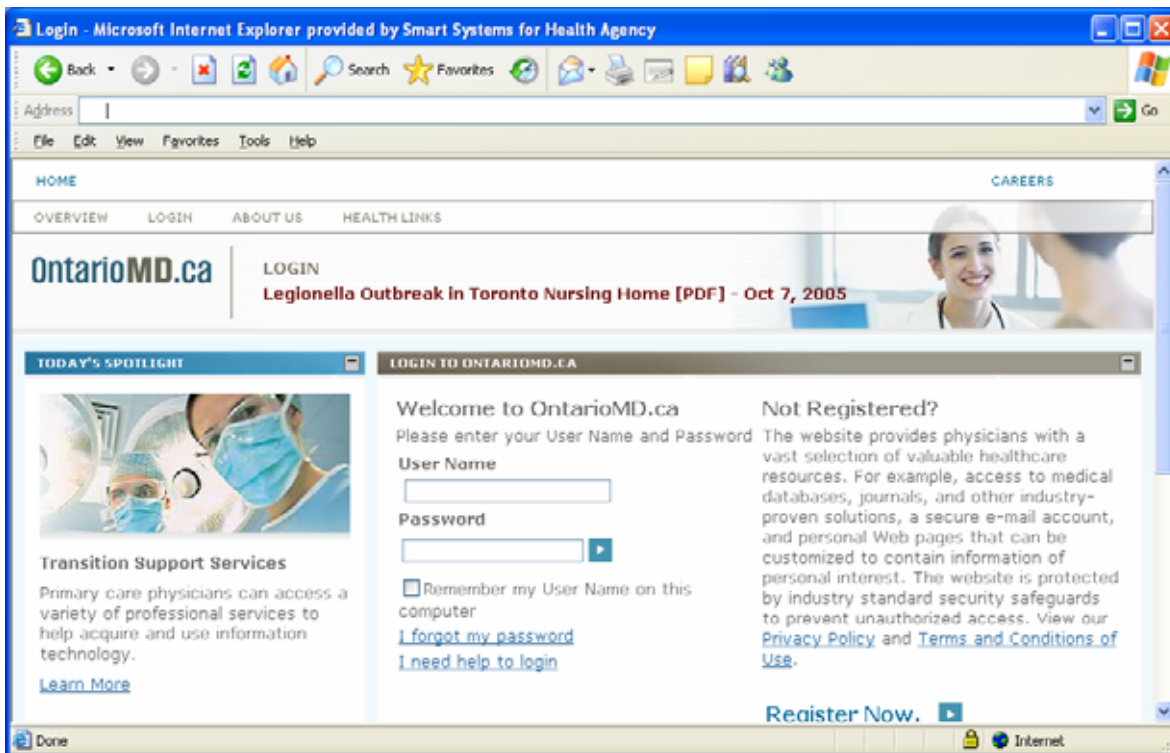 Login - Microsoft Internet Explorer provided by Smart Systems for Health Agency
Back Search Favorites
Address Go
File Edit View Favorites Tools Help
HOME CAREERS
OVERVIEW LOGIN ABOUT US HEALTH LINKS
OntarioMD.ca
LOGIN
Legionella Outbreak in Toronto Nursing Home [PDF] - Oct 7, 2005
TODAY'S SPOTLIGHT
Transition Support Services
Primary care physicians can access a
variety of professional services to
help acquire and use information
technology.
Learn More
LOGIN TO ONTARIOMD.CA
Welcome to OntarioMD.ca
Please enter your User Name and Password
User Name
Password
Remember my User Name on this
computer
I forgot my password
I need help to login
Not Registered?
The website provides physicians with a
vast selection of valuable healthcare
resources. For example, access to medical
databases, journals, and other industry-
proven solutions, a secure e-mail account,
and personal Web pages that can be
customized to contain information of
personal interest. The website is protected
by industry standard security safeguards
to prevent unauthorized access. View our
Privacy Policy and Terms and Conditions of
Use.
Register Now.
Done Internet